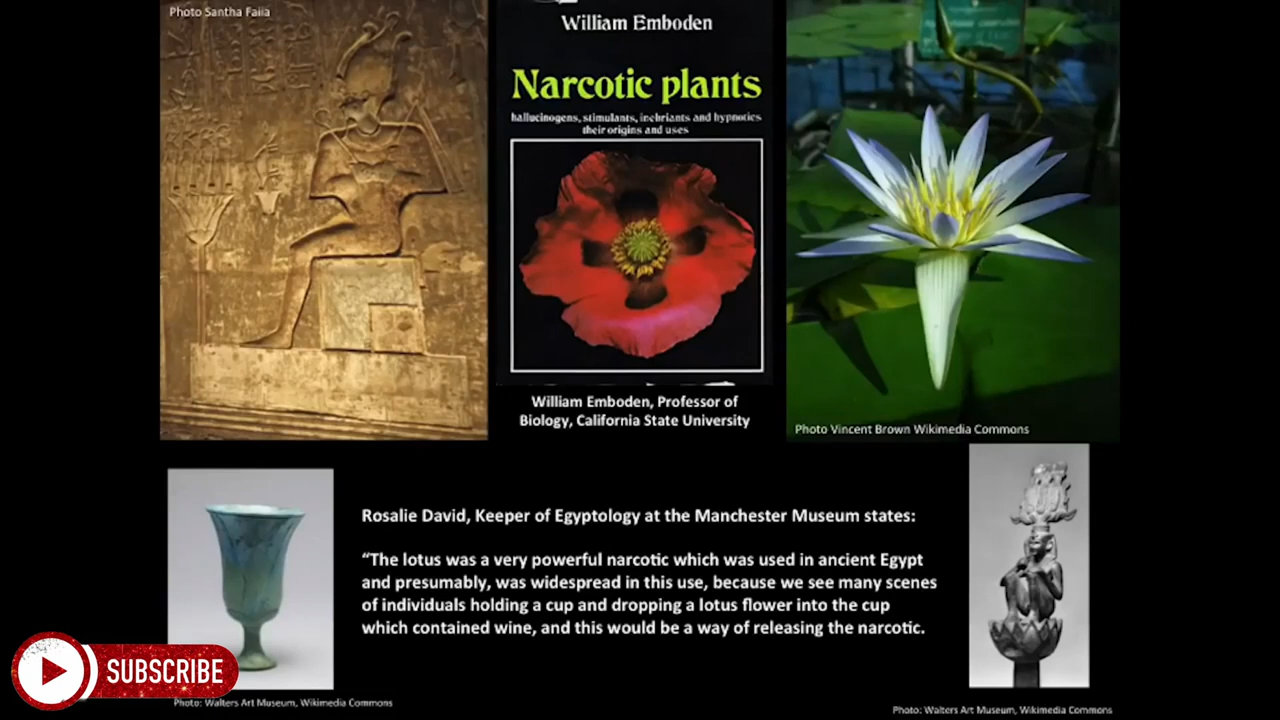 Photo Santha Faiia
William Emboden
Narcotic plants
hallucinogens, stimulants, inebriants and hypnotics
their origins and uses
William Emboden, Professor of
Biology, California State University
Photo Vincent Brown Wikimedia Commons
Rosalie David, Keeper of Egyptology at the Manchester Museum states:
“The lotus was a very powerful narcotic which was used in ancient Egypt
and presumably, was widespread in this use, because we see many scenes
of individuals holding a cup and dropping a lotus flower into the cup
which contained wine, and this would be a way of releasing the narcotic.
SUBSCRIBE
Photo: Walters Art Museum, Wikimedia Commons
Photo: Walters Art Museum, Wikimedia Commons